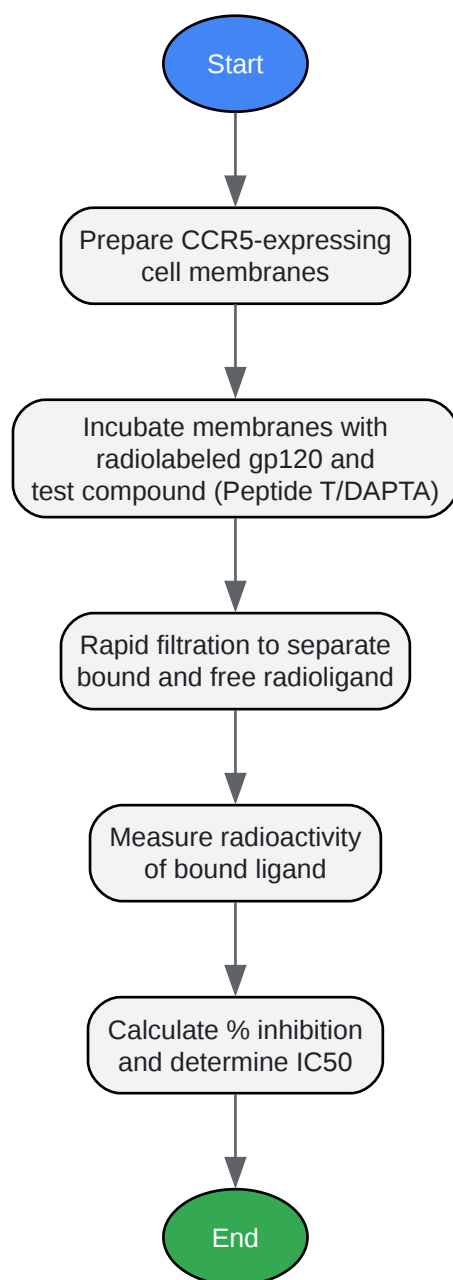 Start
Prepare CCR5-expressing
cell membranes
Incubate membranes with
radiolabeled gp120 and
test compound (Peptide T/DAPTA)
Rapid filtration to separate
bound and free radioligand
Measure radioactivity
of bound ligand
Calculate % inhibition
and determine IC50
End